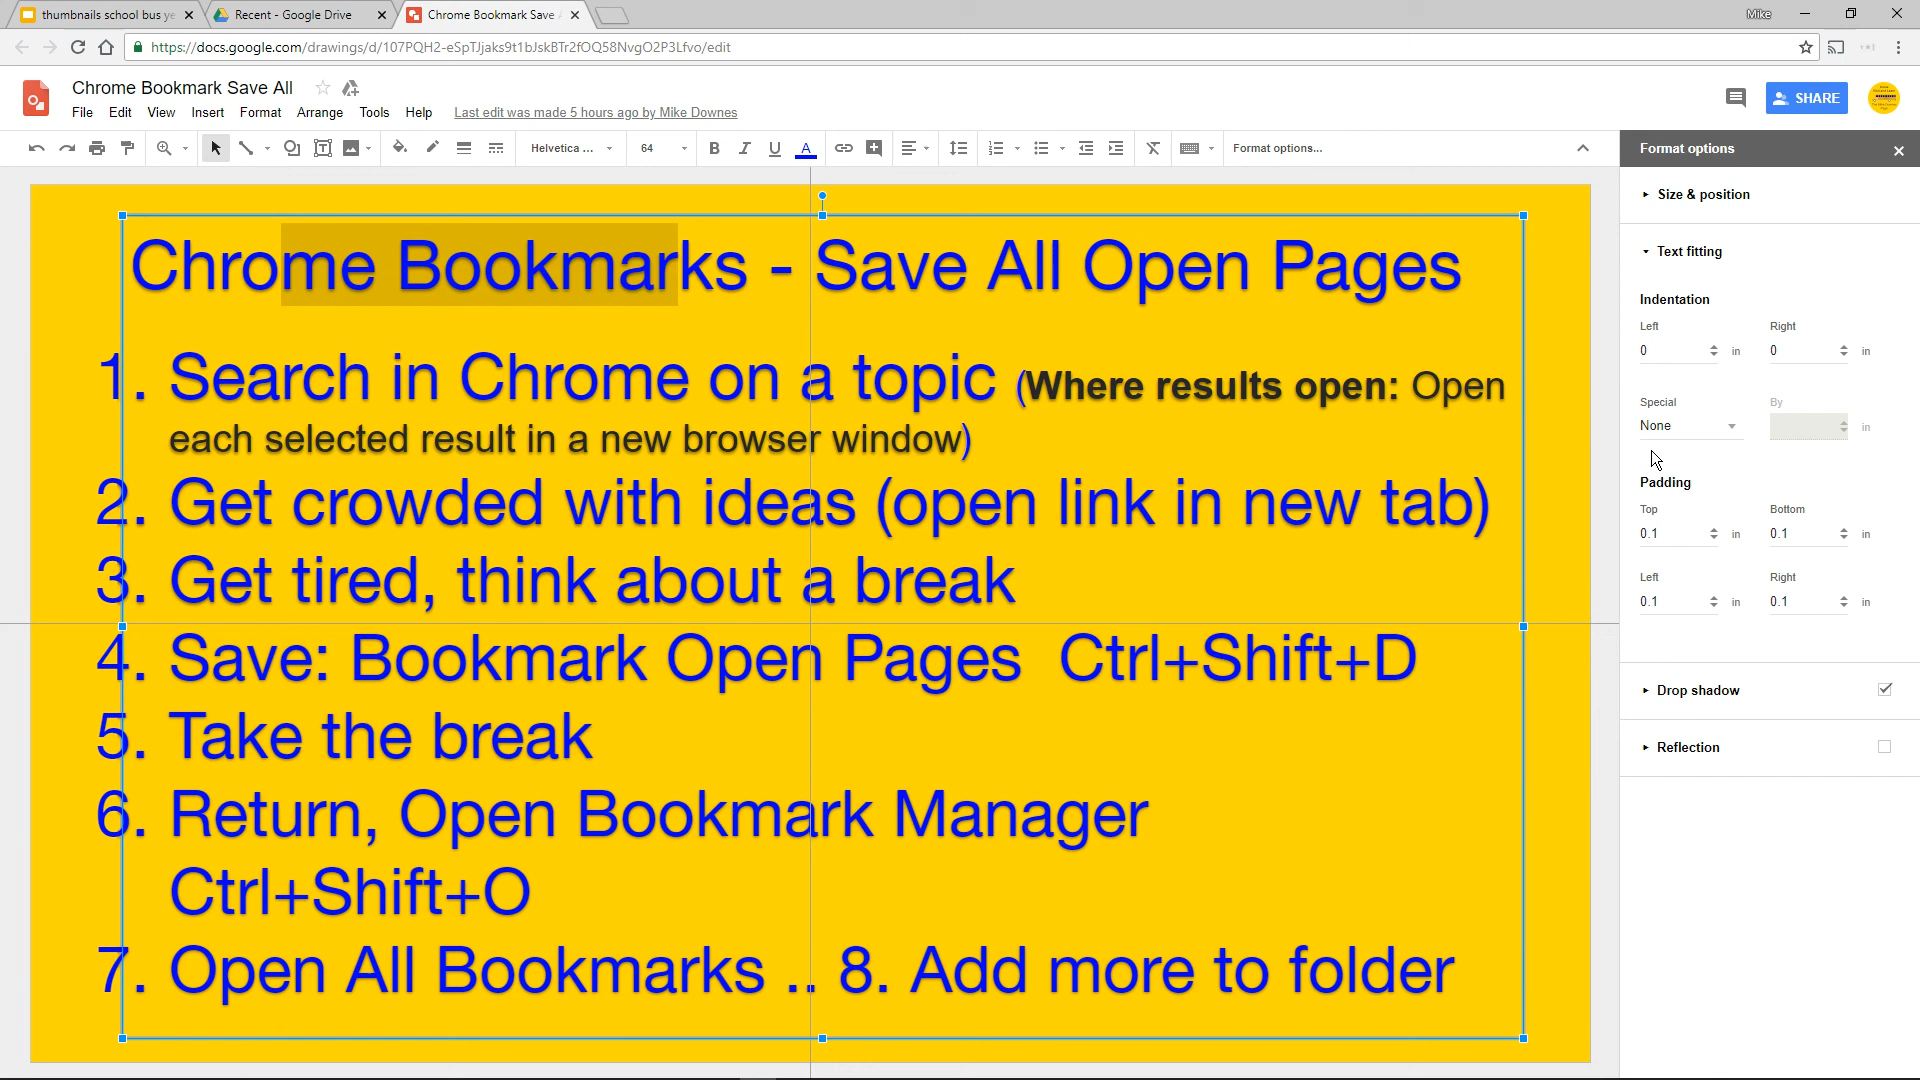 thumbnails school bus ye
Recent - Google Drive
Chrome Bookmark Save
Mike
https://docs.google.com/drawings/d/107PQH2-eSpTJjaks9t1bJskBTr2fOQ58NvgO2P3Lfvo/edit
Chrome Bookmark Save All
File Edit View Insert Format Arrange Tools Help Last edit was made 5 hours ago by Mike Downes
SHARE
Helvetica ... 64 B I U A Format options...
Format options
Size & position
Text fitting
Indentation
Left Right
0 in 0 in
Special By
None in
Padding
Top Bottom
0.1 in 0.1 in
Left Right
0.1 in 0.1 in
Drop shadow
Reflection
Chrome Bookmarks - Save All Open Pages
1. Search in Chrome on a topic (Where results open: Open
each selected result in a new browser window)
2. Get crowded with ideas (open link in new tab)
3. Get tired, think about a break
4. Save: Bookmark Open Pages Ctrl+Shift+D
5. Take the break
6. Return, Open Bookmark Manager
Ctrl+Shift+O
7. Open All Bookmarks .. 8. Add more to folder